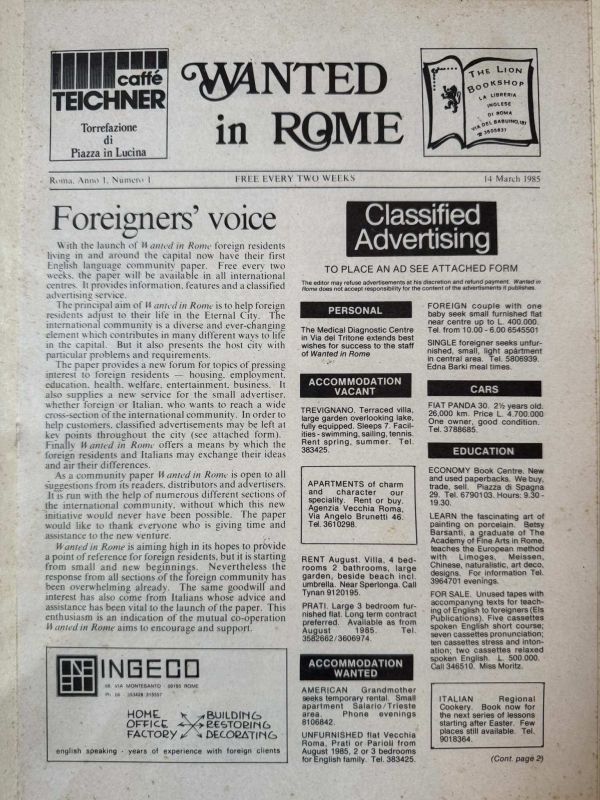 caffé
TEICHNER
Torrefazione
di
Piazza in Lucina
WANTED
in ROME
THE LION
BOOKSHOP
LA LIBRERIA
INGLESE
DI ROMA
VIA DEL BABUINO, 181
☎ 3605837
Roma, Anno 1, Numero 1
FREE EVERY TWO WEEKS
14 March 1985
Foreigners' voice
With the launch of Wanted in Rome foreign residents
living in and around the capital now have their first
English language community paper. Free every two
weeks, the paper will be available in all international
centres. It provides information, features and a classified
advertising service.
The principal aim of Wanted in Rome is to help foreign
residents adjust to their life in the Eternal City. The
international community is a diverse and ever-changing
element which contributes in many different ways to life
in the capital. But it also presents the host city with
particular problems and requirements.
The paper provides a new forum for topics of pressing
interest to foreign residents — housing, employment,
education, health, welfare, entertainment, business. It
also supplies a new service for the small advertiser,
whether foreign or Italian, who wants to reach a wide
cross-section of the international community. In order to
help customers, classified advertisements may be left at
key points throughout the city (see attached form).
Finally Wanted in Rome offers a means by which the
foreign residents and Italians may exchange their ideas
and air their differences.
As a community paper Wanted in Rome is open to all
suggestions from its readers, distributors and advertisers.
It is run with the help of numerous different sections of
the international community, without which this new
initiative would never have been possible. The paper
would like to thank everyone who is giving time and
assistance to the new venture.
Wanted in Rome is aiming high in its hopes to provide
a point of reference for foreign residents, but it is starting
from small and new beginnings. Nevertheless the
response from all sections of the foreign community has
been overwhelming already. The same goodwill and
interest has also come from Italians whose advice and
assistance has been vital to the launch of the paper. This
enthusiasm is an indication of the mutual co-operation
Wanted in Rome aims to encourage and support.
INGECO
VIA MONTESANTO 00195 ROME
HOME
OFFICE
FACTORY
BUILDING
RESTORING
DECORATING
english speaking · years of experience with foreign clients
Classified
Advertising
TO PLACE AN AD SEE ATTACHED FORM
The editor may refuse advertisements at his discretion and refund payment. Wanted in
Rome does not accept responsibility for the content of the advertisements it publishes.
PERSONAL
The Medical Diagnostic Centre
in Via del Tritone extends best
wishes for success to the staff
of Wanted in Rome
ACCOMMODATION
VACANT
TREVIGNANO. Terraced villa,
large garden overlooking lake,
fully equipped. Sleeps 7. Facil-
ities - swimming, sailing, tennis.
Rent spring, summer. Tel.
383425.
APARTMENTS of charm
and character our
speciality. Rent or buy.
Agenzia Vecchia Roma,
Via Angelo Brunetti 46.
Tel. 3610298.
RENT August. Villa, 4 bed-
rooms 2 bathrooms, large
garden, beside beach incl.
umbrella. Near Sperlonga. Call
Tynan 9120195.
PRATI. Large 3 bedroom fur-
nished flat. Long term contract
preferred. Available as from
August 1985. Tel.
3582662/3606974.
ACCOMMODATION
WANTED
AMERICAN Grandmother
seeks temporary rental. Small
apartment Salario/Trieste
area. Phone evenings
8106842.
UNFURNISHED flat Vecchia
Roma, Prati or Parioli from
August 1985, 2 or 3 bedrooms
for English family. Tel. 383425.
FOREIGN couple with one
baby seek small furnished flat
near centre up to L. 400.000.
Tel. from 10.00 - 6.00 6545501
SINGLE foreigner seeks unfur-
nished, small, light apartment
in central area. Tel. 5806939.
Edna Barki meal times.
CARS
FIAT PANDA 30. 2½ years old.
26,000 km. Price L. 4.700.000
One owner, good condition.
Tel. 3788685.
EDUCATION
ECONOMY Book Centre. New
and used paperbacks. We buy,
trade, sell. Piazza di Spagna
29. Tel. 6790103. Hours: 9.30 -
19.30.
LEARN the fascinating art of
painting on porcelain. Betsy
Barsanti, a graduate of The
Academy of Fine Arts in Rome,
teaches the European method
with Limoges, Meissen,
Chinese, naturalistic, art deco,
designs. For information Tel.
3964701 evenings.
FOR SALE. Unused tapes with
accompanyng texts for teach-
ing of English to foreigners (Els
Publications). Five cassettes
spoken English short course;
seven cassettes pronunciation;
ten cassettes stress and inton-
ation; two cassettes relaxed
spoken English. L. 500.000.
Call 346510. Miss Moritz.
ITALIAN Regional
Cookery. Book now for
the next series of lessons
starting after Easter. Few
places still available. Tel.
9018364.
(Cont. page 2)